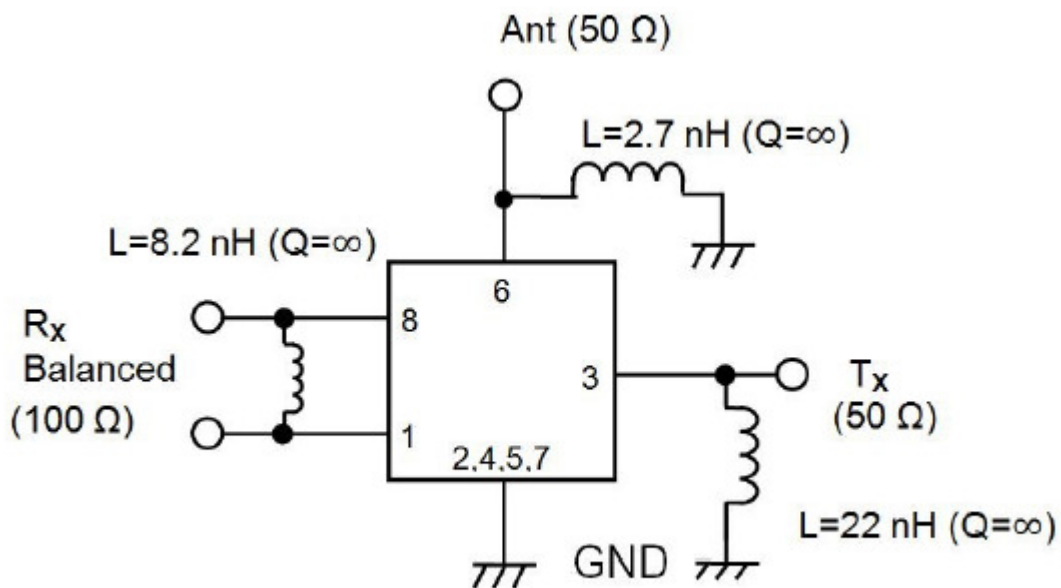 Ant (50 Ω)
L=2.7 nH (Q=∞)
L=8.2 nH (Q=∞)
6
Rx
Balanced
(100 Ω)
8
1
3
2,4,5,7
Tx
(50 Ω)
L=22 nH (Q=∞)
GND